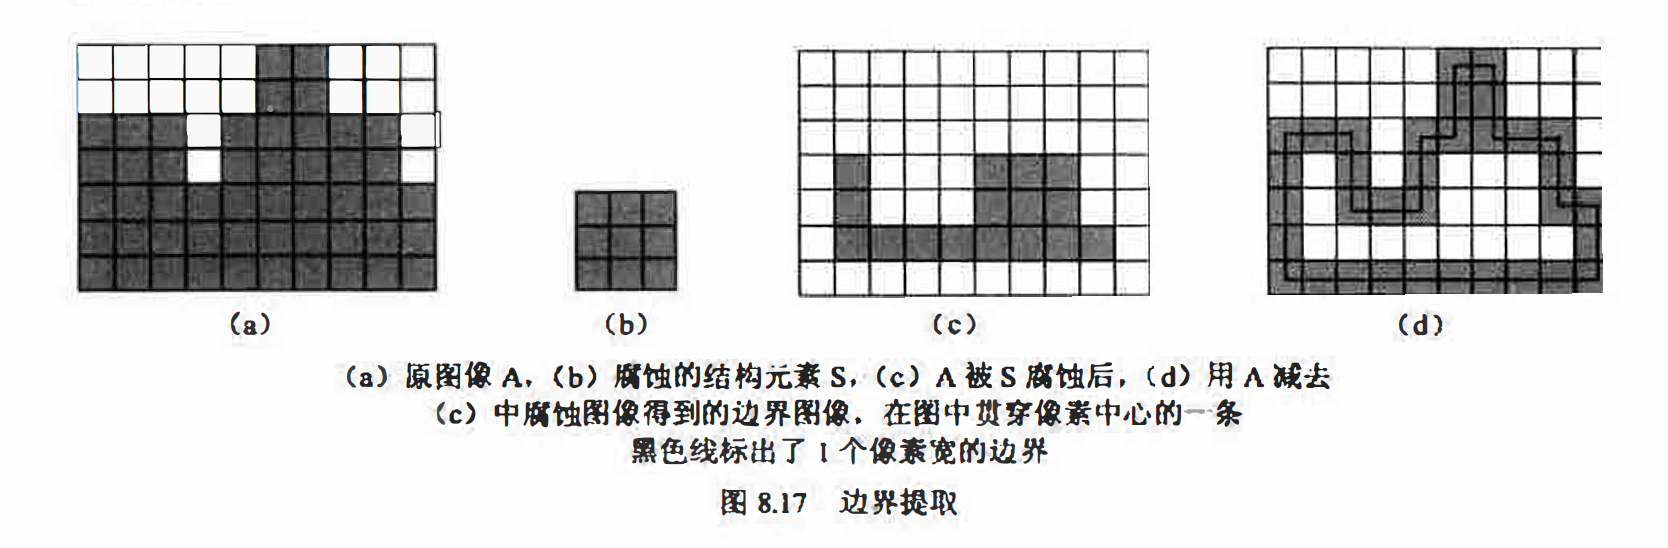 (a) (b) (c) (d)
(a) 原图像 A, (b) 腐蚀的结构元素 S, (c) A 被 S 腐蚀后, (d) 用 A 减去
(c) 中腐蚀图像得到的边界图像, 在图中贯穿像素中心的一条
黑色线标出了 1 个像素宽的边界
图 8.17 边界提取